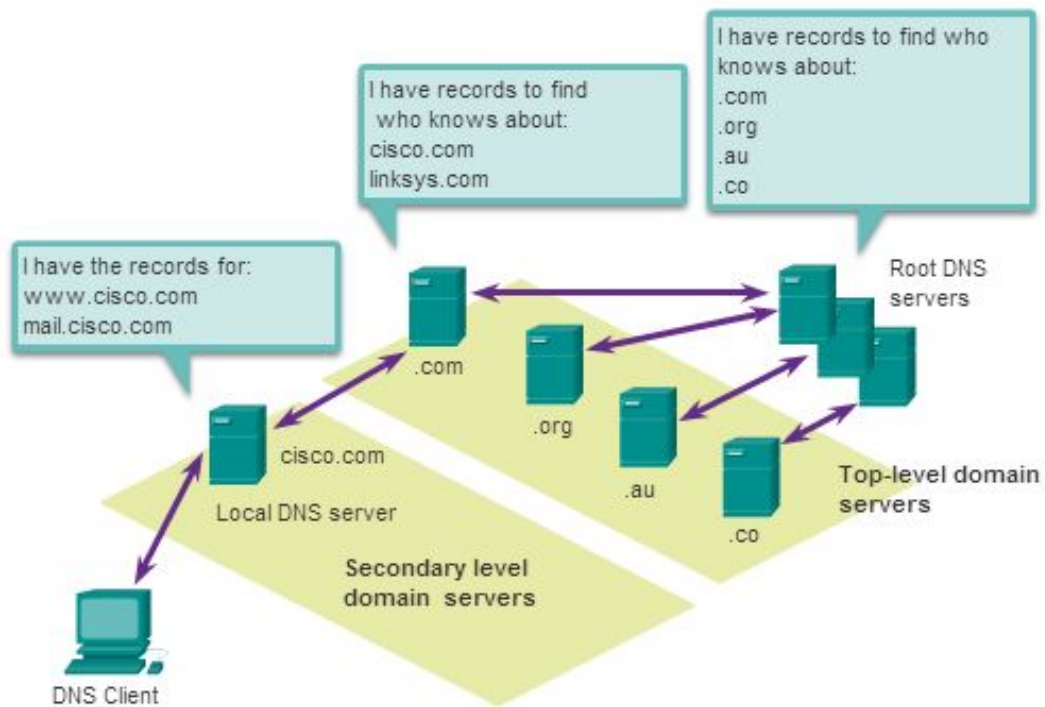 I have records to find who
knows about:
.com
.org
.au
.co
I have records to find
who knows about:
cisco.com
linksys.com
I have the records for:
www.cisco.com
mail.cisco.com
Root DNS
servers
.com
.org
.au
.co
Top-level domain
servers
cisco.com
Local DNS server
Secondary level
domain servers
DNS Client